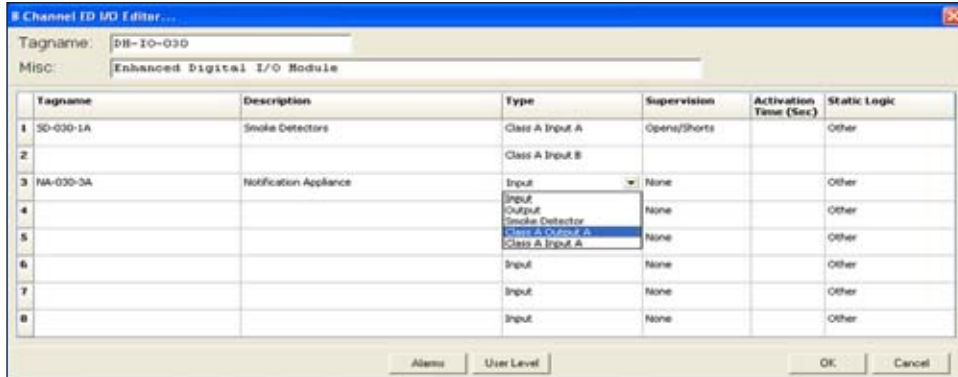 8 Channel ED I/O Editor...
Tagname: DH-IO-030
Misc: Enhanced Digital I/O Module
Tagname Description Type Supervision Activation Time (Sec) Static Logic
1 SD-030-1A Smoke Detectors Class A Input A Opens/Shorts Other
2 Class A Input B
3 NA-030-3A Notification Appliance Input None Other
Input
Output
Smoke Detector
Class A Output A
Class A Input A
4 None Other
5 None Other
6 Input None Other
7 Input None Other
8 Input None Other
Alarms User Level OK Cancel